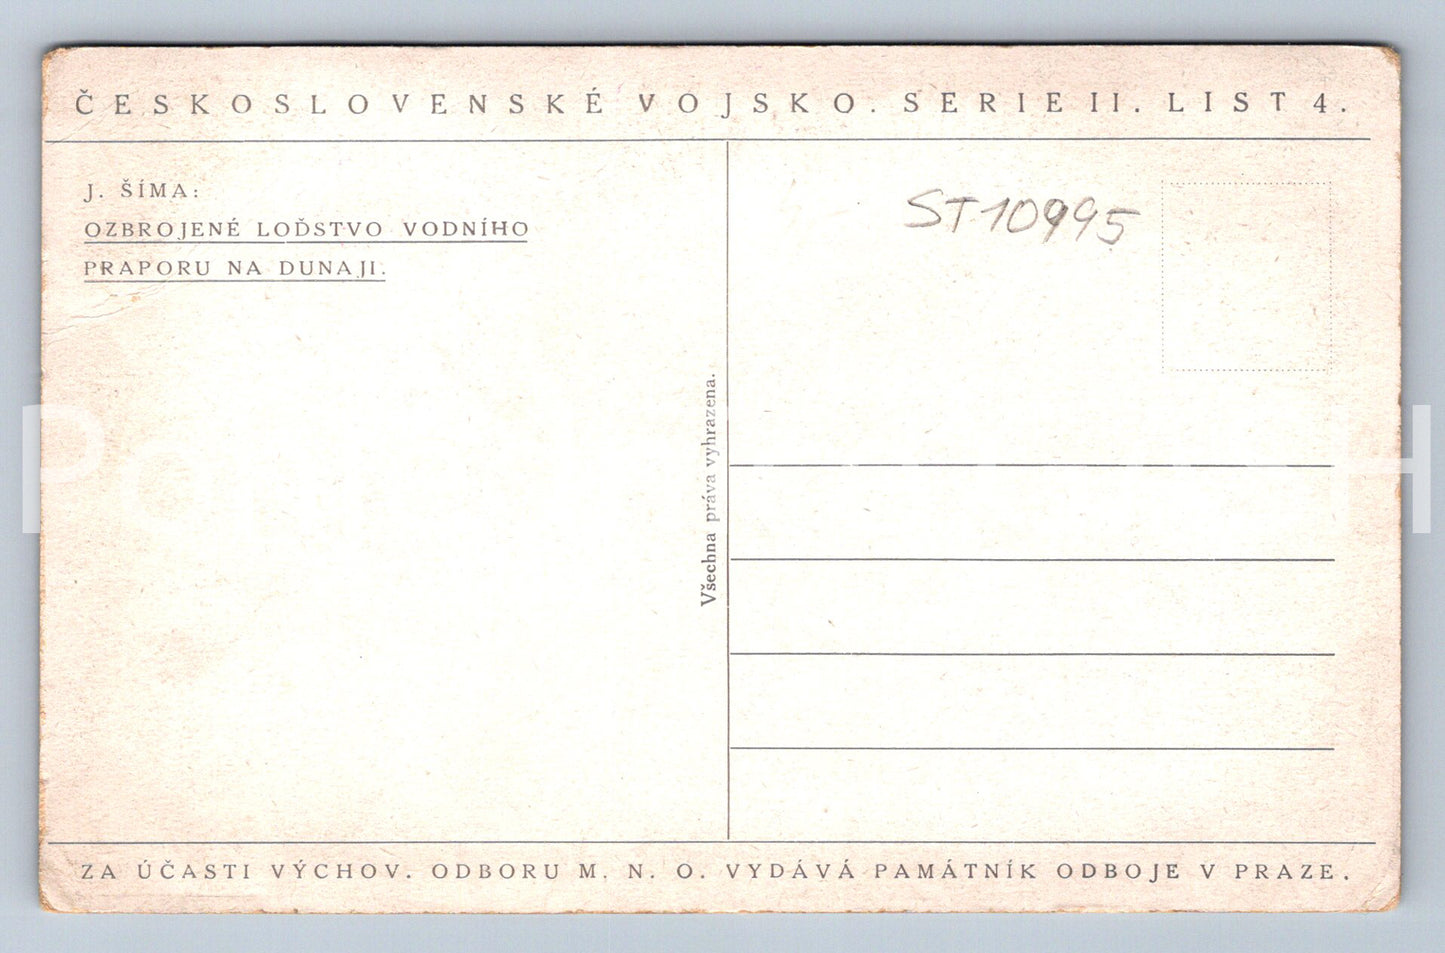 ČESKOSLOVENSKÉ VOJSKO. SERIE II. LIST 4.
J. ŠÍMA:
OZBROJENÉ LOĎSTVO VODNÍHO
PRAPORU NA DUNAJI.
ST10995
Všechna práva vyhrazena.
ZA ÚČASTI VÝCHOV. ODBORU M. N. O. VYDÁVÁ PAMÁTNÍK ODBOJE V PRAZE.